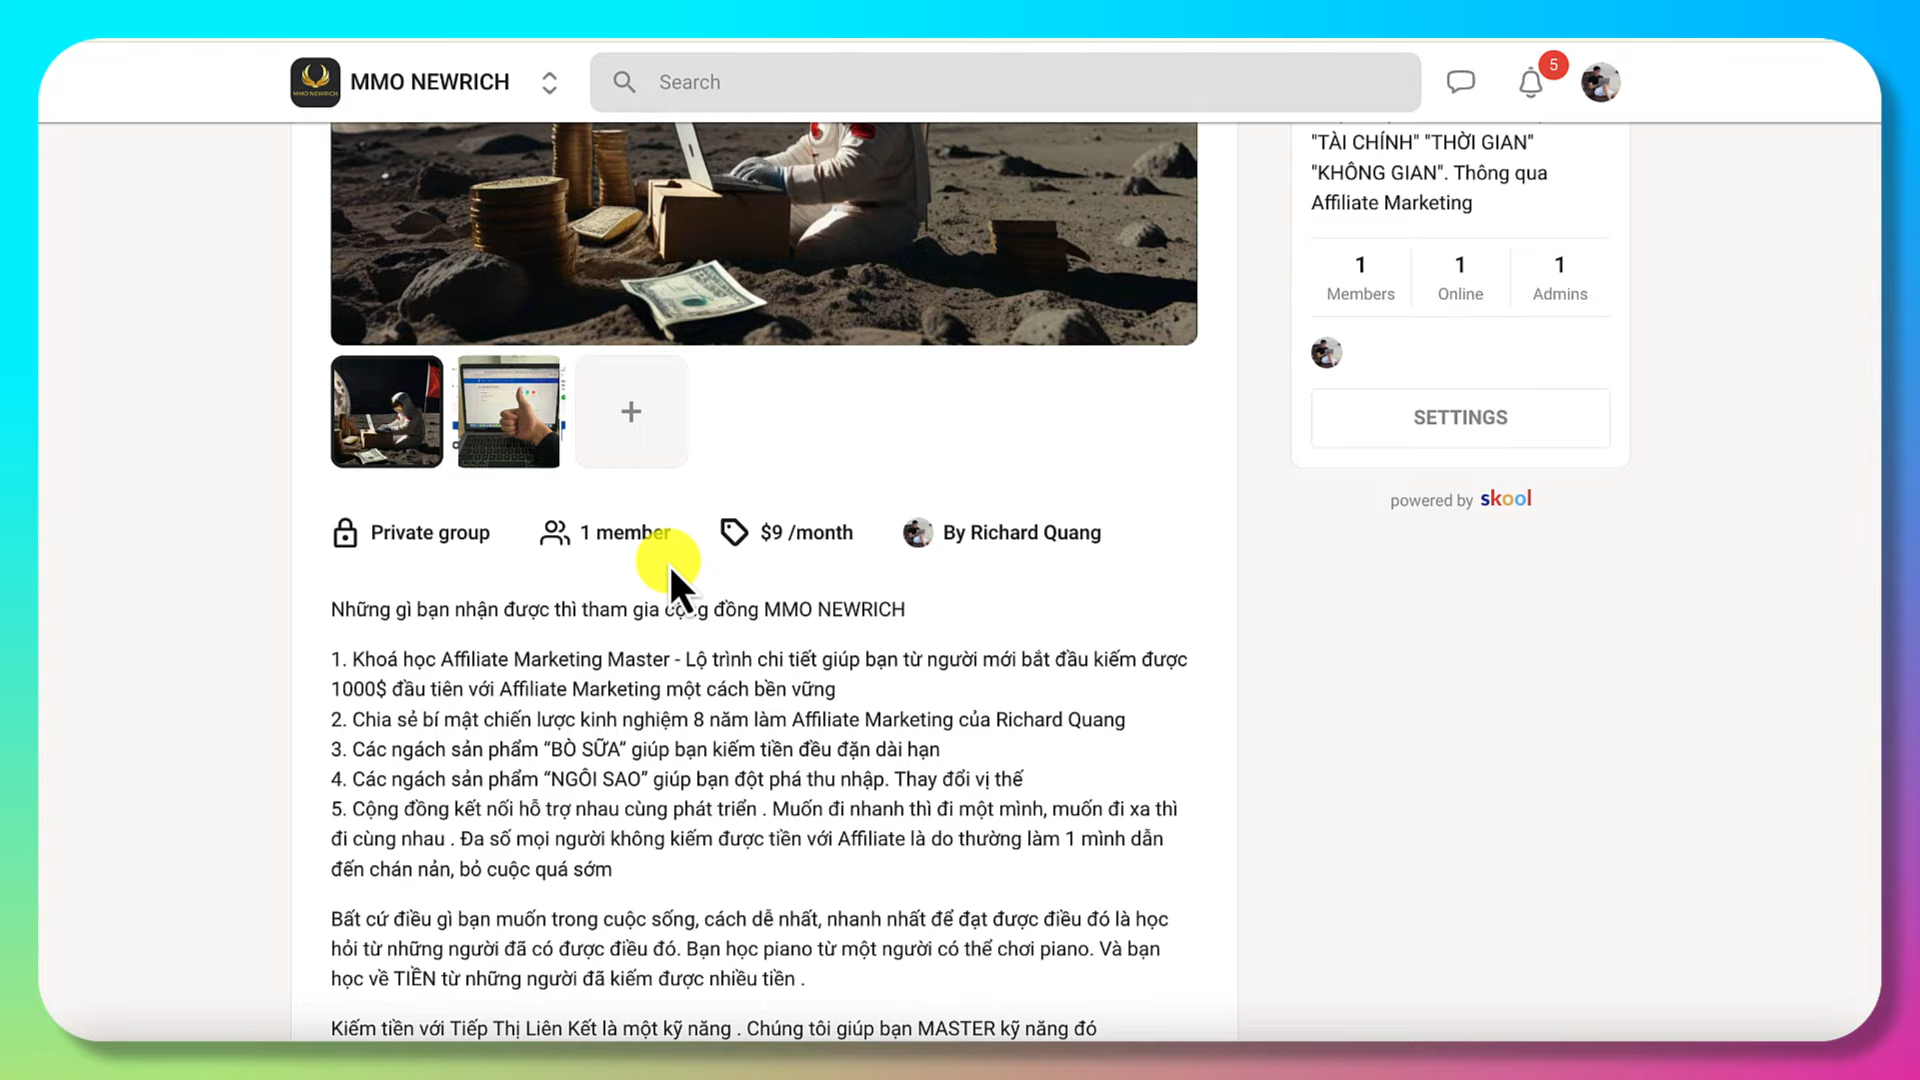 MMO NEWRICH
MMO NEWRICH
Search
5
"TÀI CHÍNH" "THỜI GIAN"
"KHÔNG GIAN". Thông qua
Affiliate Marketing
1
Members
1
Online
1
Admins
SETTINGS
powered by skool
Private group
1 member
$9 /month
By Richard Quang
Những gì bạn nhận được thì tham gia cộng đồng MMO NEWRICH
1. Khoá học Affiliate Marketing Master - Lộ trình chi tiết giúp bạn từ người mới bắt đầu kiếm được
1000$ đầu tiên với Affiliate Marketing một cách bền vững
2. Chia sẻ bí mật chiến lược kinh nghiệm 8 năm làm Affiliate Marketing của Richard Quang
3. Các ngách sản phẩm “BÒ SỮA” giúp bạn kiếm tiền đều đặn dài hạn
4. Các ngách sản phẩm “NGÔI SAO” giúp bạn đột phá thu nhập. Thay đổi vị thế
5. Cộng đồng kết nối hỗ trợ nhau cùng phát triển . Muốn đi nhanh thì đi một mình, muốn đi xa thì
đi cùng nhau . Đa số mọi người không kiếm được tiền với Affiliate là do thường làm 1 mình dẫn
đến chán nản, bỏ cuộc quá sớm
Bất cứ điều gì bạn muốn trong cuộc sống, cách dễ nhất, nhanh nhất để đạt được điều đó là học
hỏi từ những người đã có được điều đó. Bạn học piano từ một người có thể chơi piano. Và bạn
học về TIỀN từ những người đã kiếm được nhiều tiền .
Kiếm tiền với Tiếp Thị Liên Kết là một kỹ năng . Chúng tôi giúp bạn MASTER kỹ năng đó